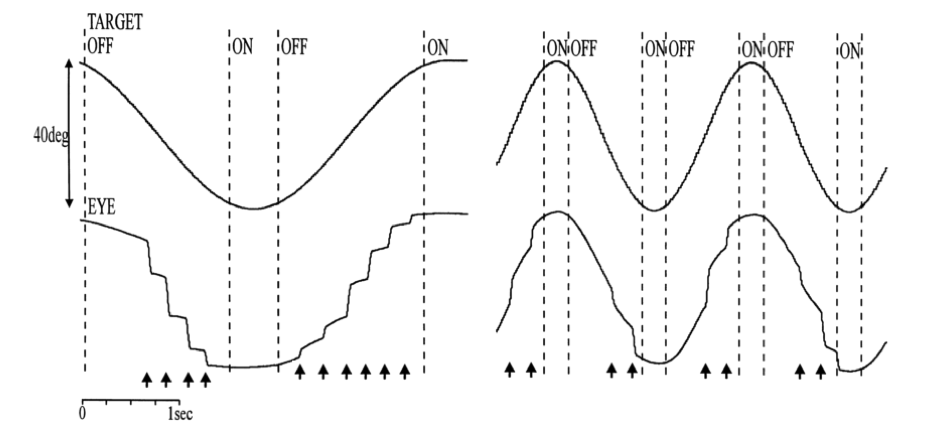 TARGET
OFF ON OFF ON ON OFF ON OFF ON OFF ON
40deg
EYE
0 1sec